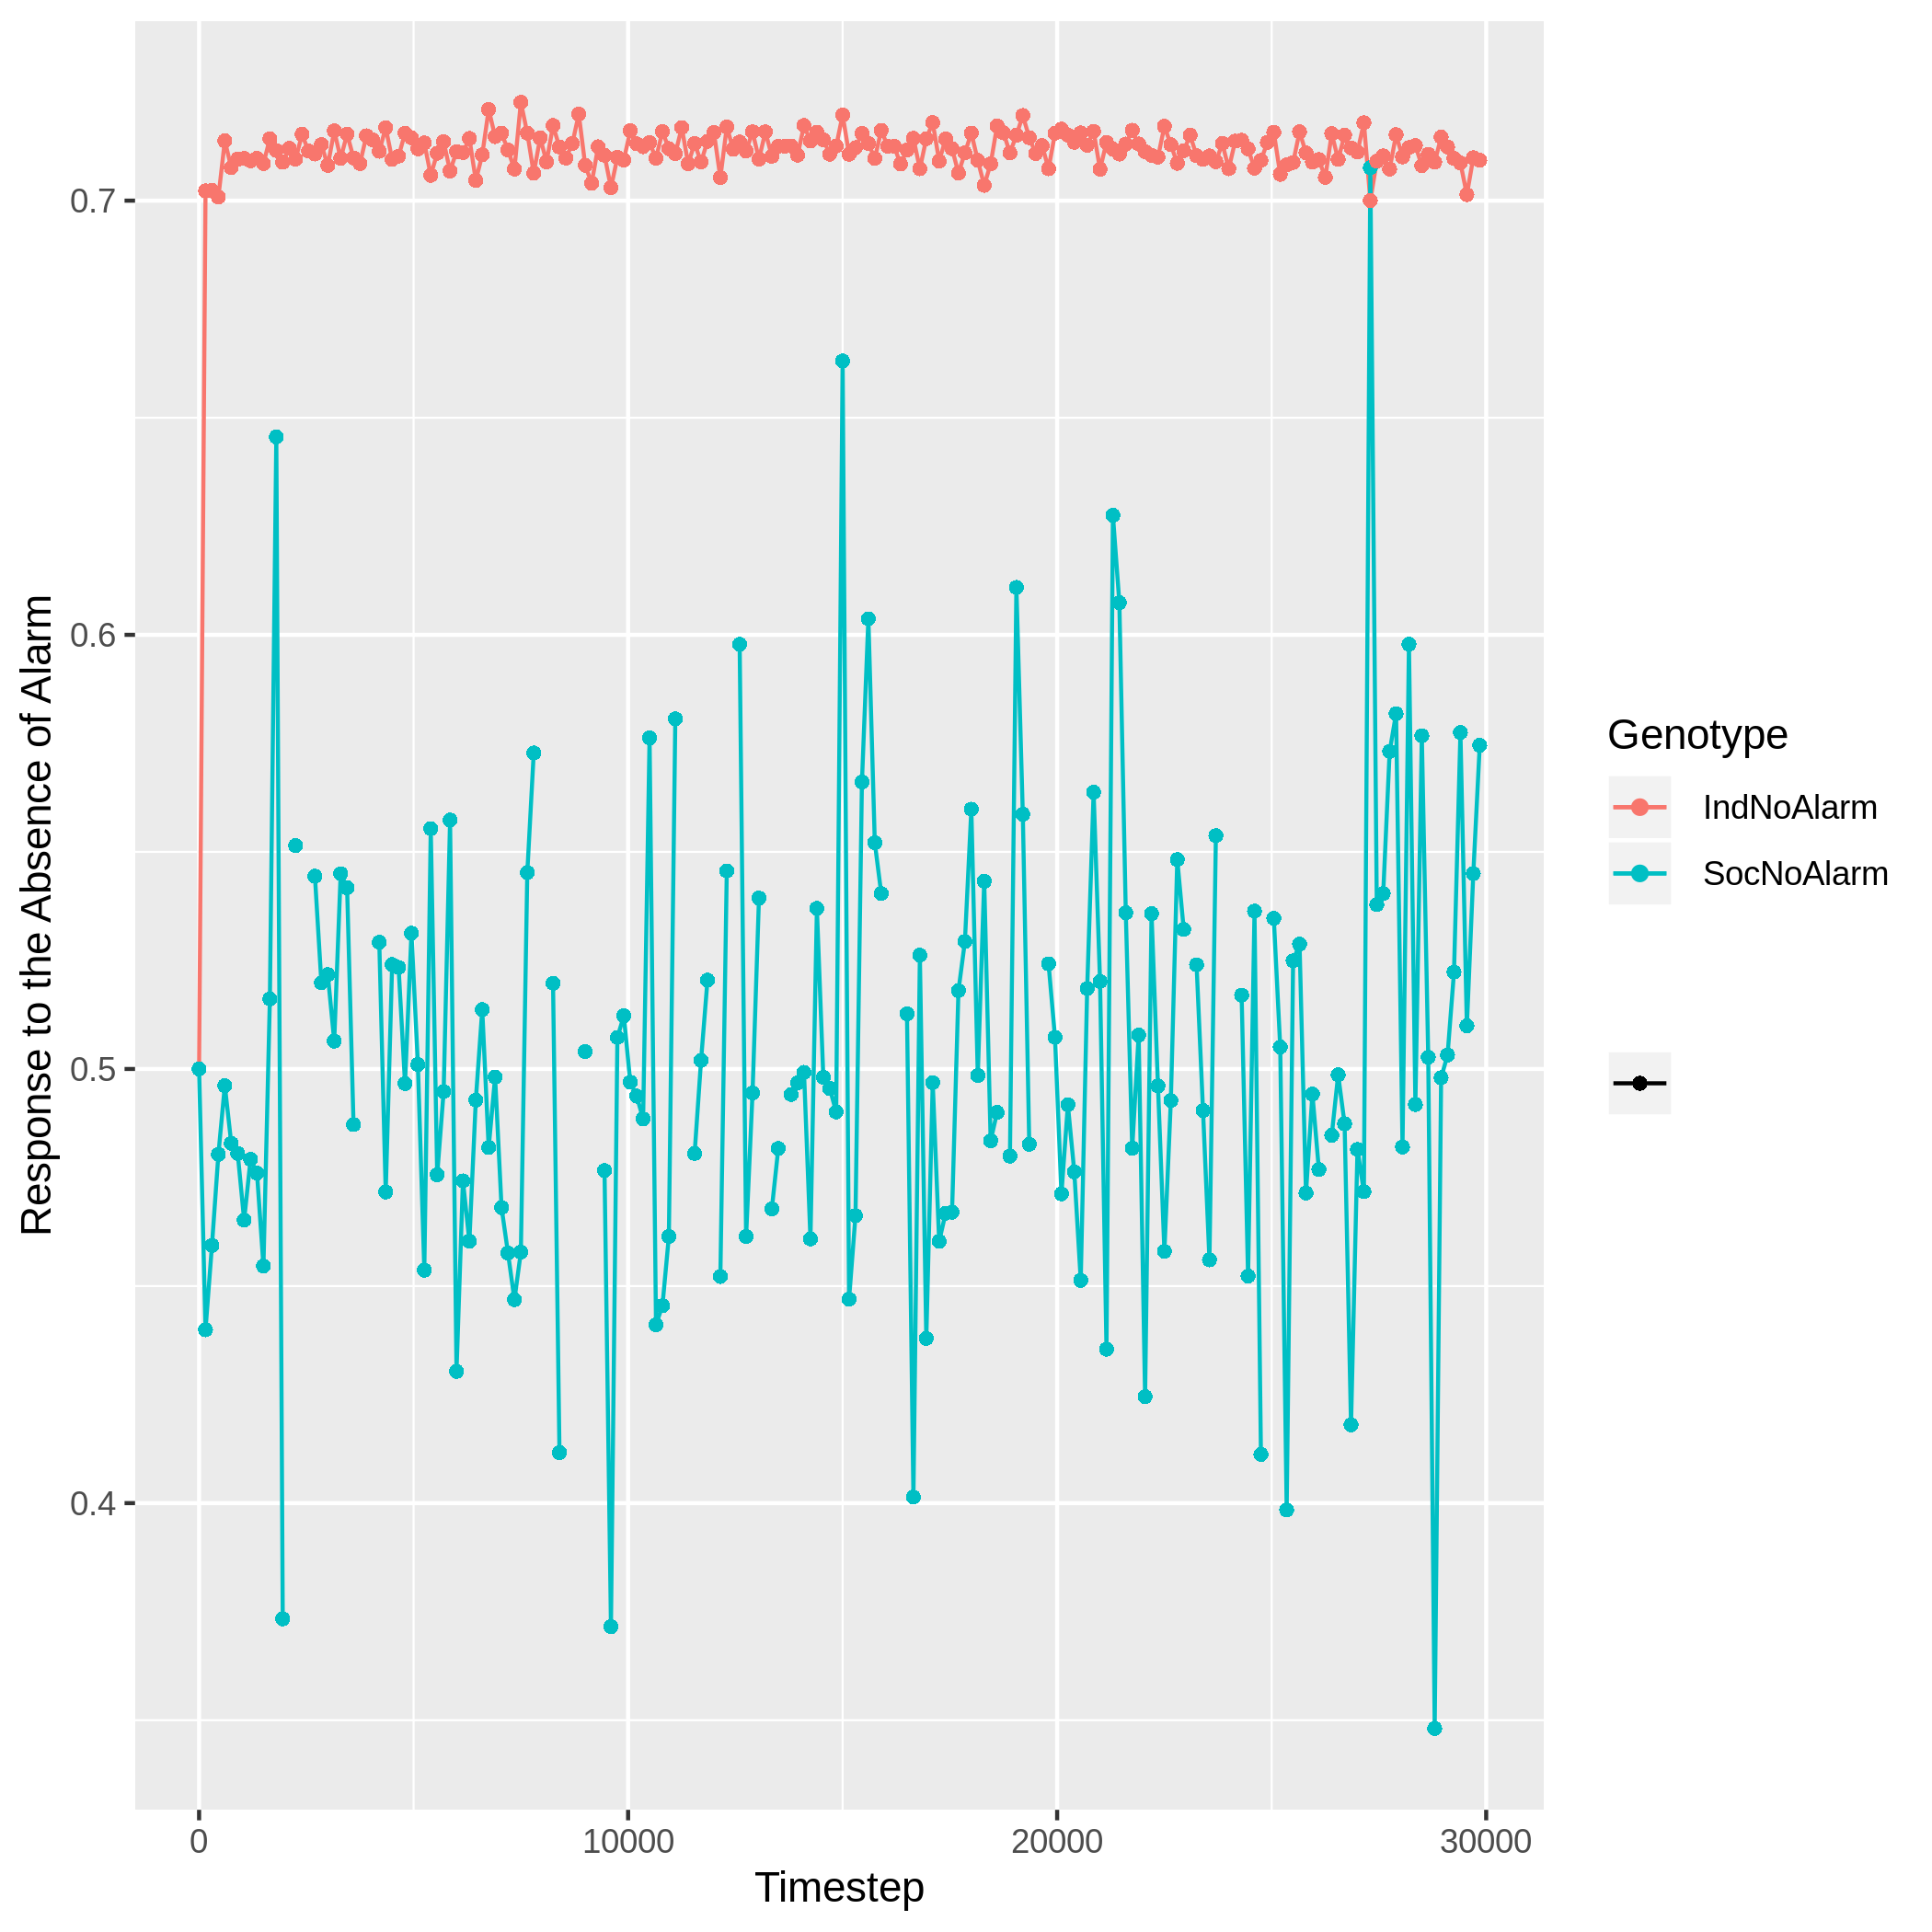 Response to the Absence of Alarm
0.7
0.6
0.5
0.4
0
10000
20000
30000
Timestep
Genotype
IndNoAlarm
SocNoAlarm